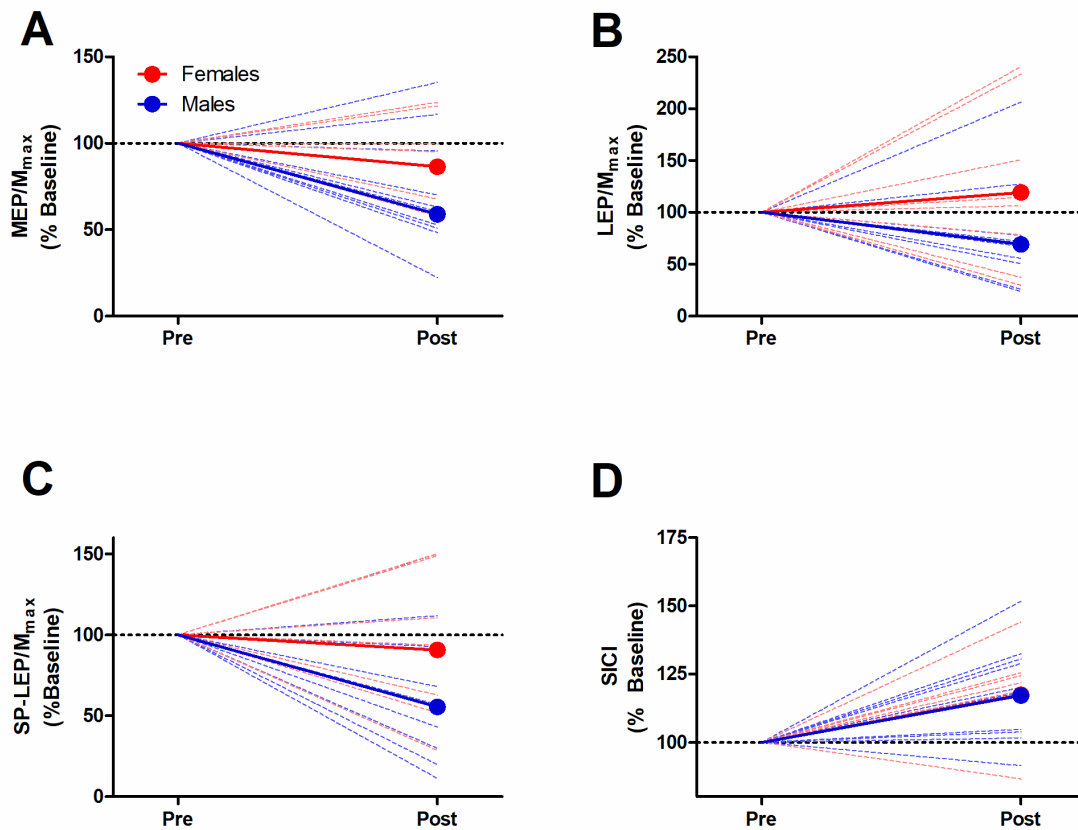 A
MEP/Mmax
(% Baseline)
150
100
50
0
Females
Males
Pre
Post
B
LEP/Mmax
(% Baseline)
250
200
150
100
50
0
Pre
Post
C
SP-LEP/Mmax
(%Baseline)
150
100
50
0
Pre
Post
D
SICI
(% Baseline)
175
150
125
100
Pre
Post